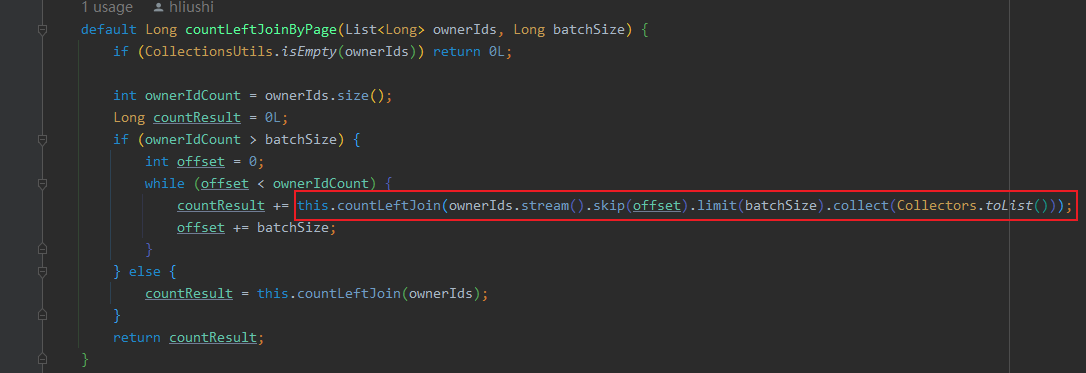 1 usage hliushi
default Long countLeftJoinByPage(List<Long> ownerIds, Long batchSize) {
if (CollectionsUtils.isEmpty(ownerIds)) return 0L;
int ownerIdCount = ownerIds.size();
Long countResult = 0L;
if (ownerIdCount > batchSize) {
int offset = 0;
while (offset < ownerIdCount) {
countResult += this.countLeftJoin(ownerIds.stream().skip(offset).limit(batchSize).collect(Collectors.toList()));
offset += batchSize;
}
} else {
countResult = this.countLeftJoin(ownerIds);
}
return countResult;
}